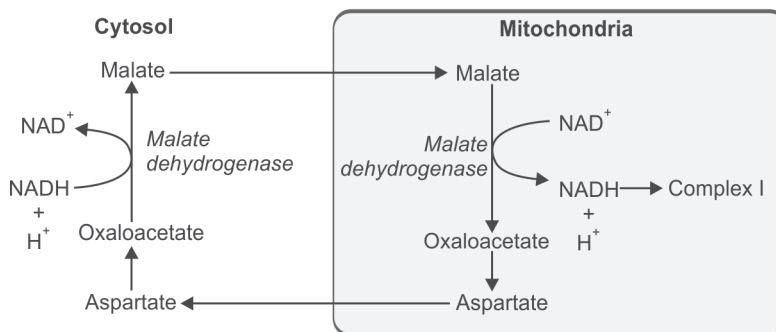 Cytosol
Mitochondria
Malate
Malate
NAD+
Malate
dehydrogenase
NADH
+
H+
Oxaloacetate
Aspartate
Malate
dehydrogenase
NAD+
NADH
+
H+
Complex I
Oxaloacetate
Aspartate